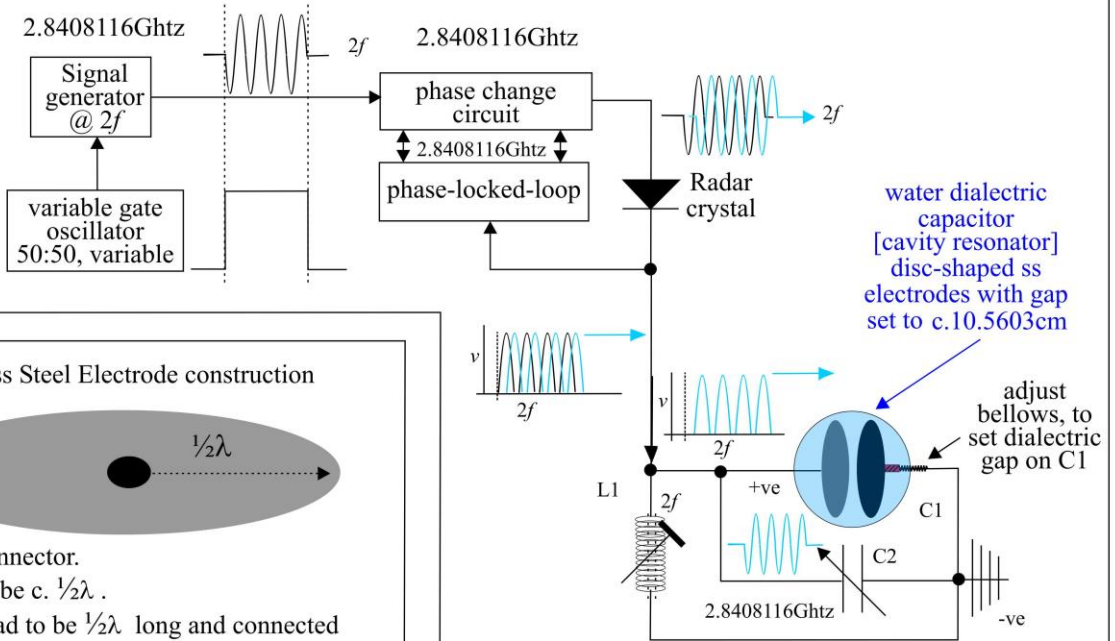 2.8408116Ghtz
2f
Signal
generator
@ 2f
variable gate
oscillator
50:50, variable
2.8408116Ghtz
phase change
circuit
2.8408116Ghtz
phase-locked-loop
2f
Radar
crystal
water dialectric
capacitor
[cavity resonator]
disc-shaped ss
electrodes with gap
set to c.10.5603cm
v
2f
v
2f
adjust
bellows, to
set dialectric
gap on C1
L1
2f
+ve
C1
C2
2.8408116Ghtz
-ve
ss Steel Electrode construction
½λ
nnector.
be c. ½λ .
ad to be ½λ long and connected